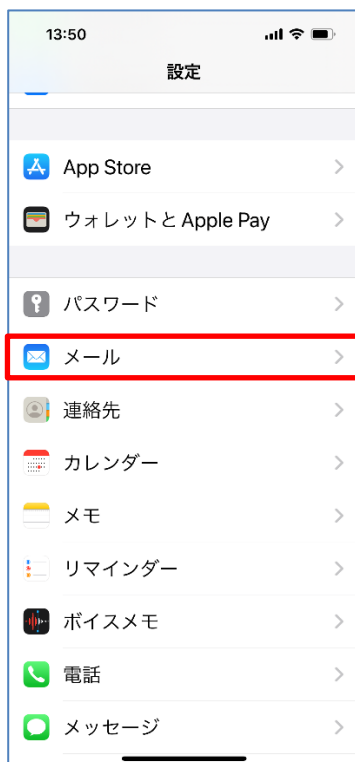 13:50
設定
App Store
ウォレットと Apple Pay
パスワード
メール
連絡先
カレンダー
メモ
リマインダー
ボイスメモ
電話
メッセージ